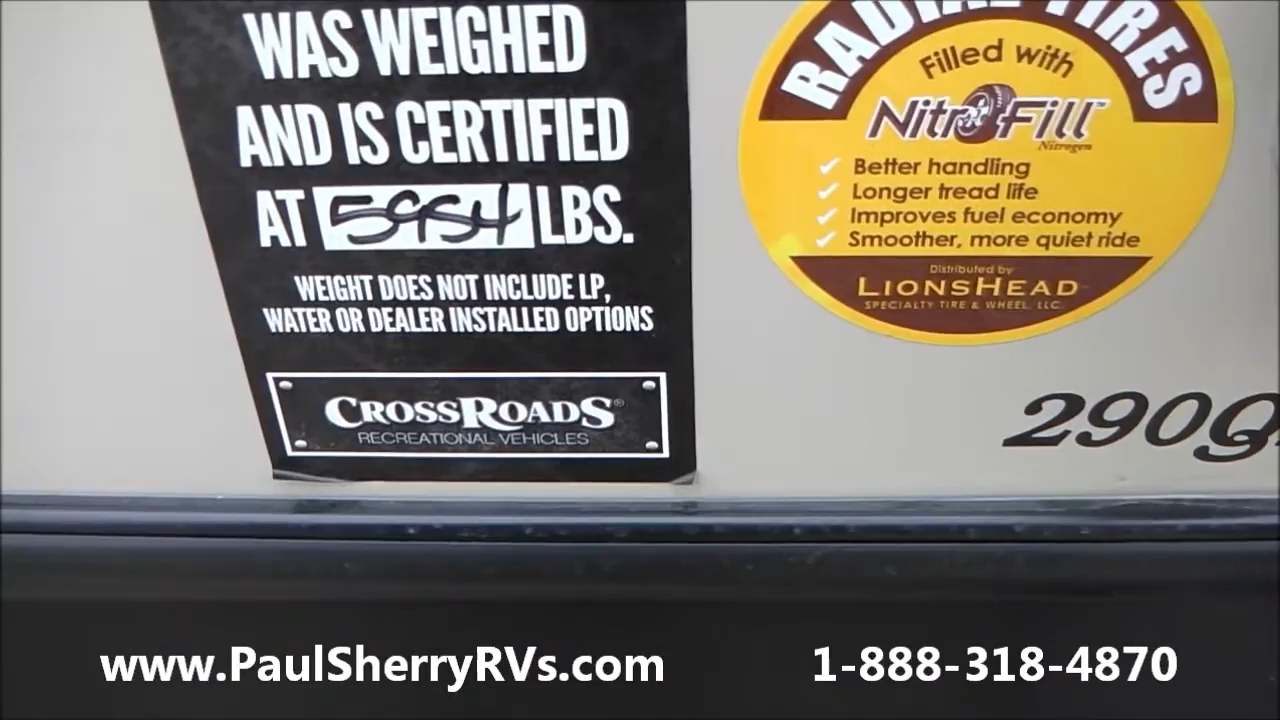 WAS WEIGHED
AND IS CERTIFIED
AT 5954 LBS.
WEIGHT DOES NOT INCLUDE LP,
WATER OR DEALER INSTALLED OPTIONS
CROSSROADS®
RECREATIONAL VEHICLES
RADIAL TIRES
Filled with
NitroFill™
Nitrogen
✓ Better handling
✓ Longer tread life
✓ Improves fuel economy
✓ Smoother, more quiet ride
Distributed by
LIONSHEAD
SPECIALTY TIRE & WHEEL, LLC.
290Q
www.PaulSherryRVs.com
1-888-318-4870